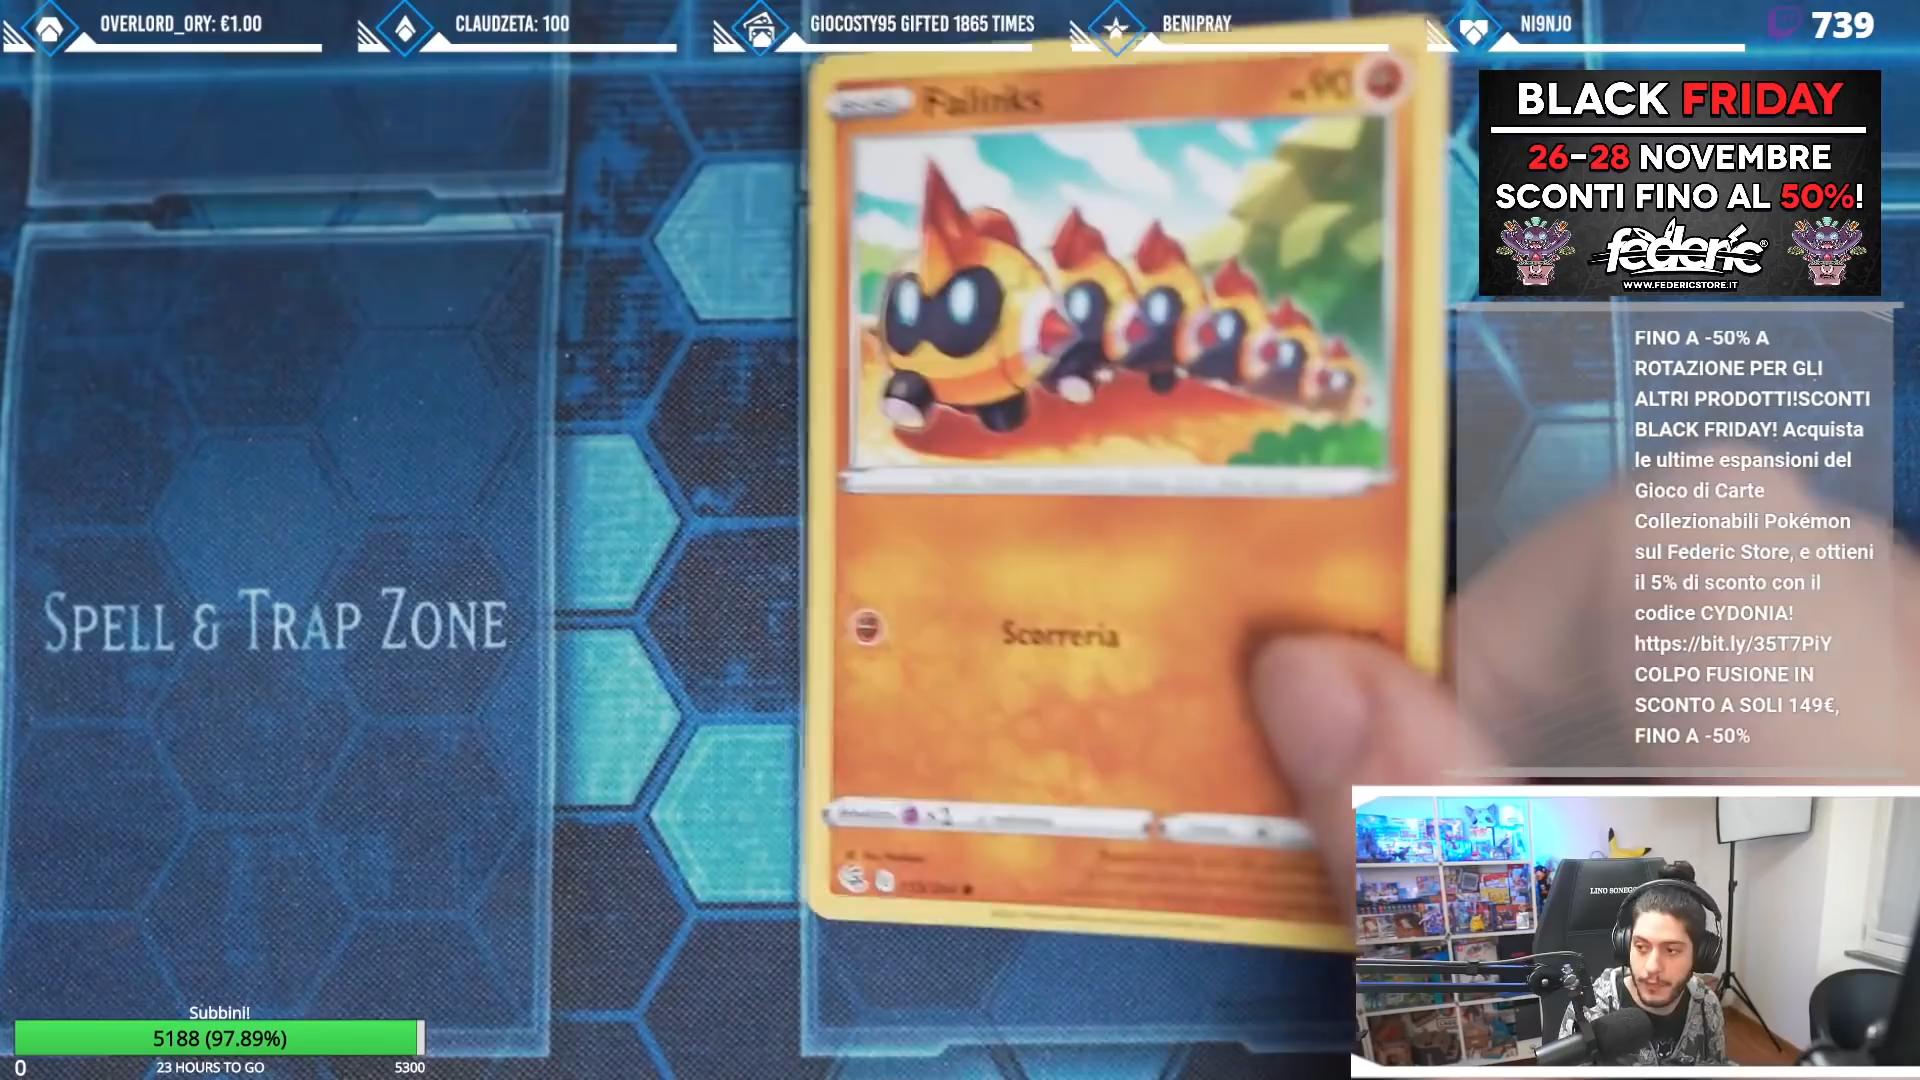 OVERLORD_ORY: €1.00
CLAUDZETA: 100
GIOCOSTY95 GIFTED 1865 TIMES
BENIPRAY
NI9NJO
739
Falinks
90
BLACK FRIDAY
26-28 NOVEMBRE
SCONTI FINO AL 50%!
federic®
WWW.FEDERICSTORE.IT
FINO A -50% A
ROTAZIONE PER GLI
ALTRI PRODOTTI!SCONTI
BLACK FRIDAY! Acquista
le ultime espansioni del
Gioco di Carte
Collezionabili Pokémon
sul Federic Store, e ottieni
il 5% di sconto con il
codice CYDONIA!
https://bit.ly/35T7PiY
COLPO FUSIONE IN
SCONTO A SOLI 149€,
FINO A -50%
SPELL & TRAP ZONE
Scorreria
×2
Subbini!
5188 (97.89%)
0
23 HOURS TO GO
5300